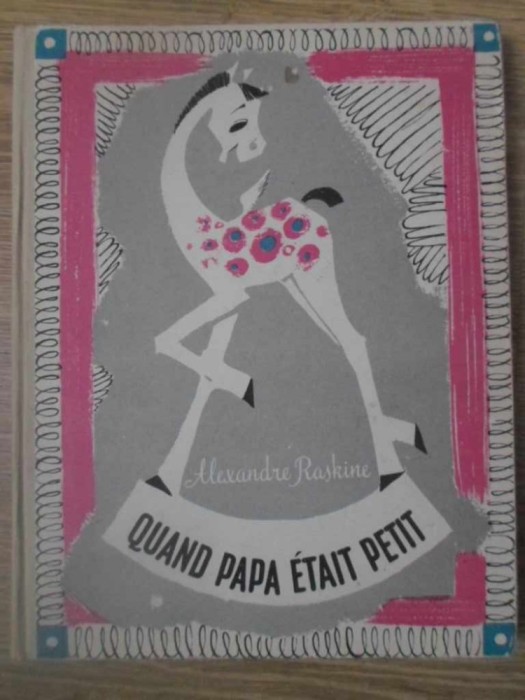 Alexandre Raskine
QUAND PAPA ÉTAIT PETIT